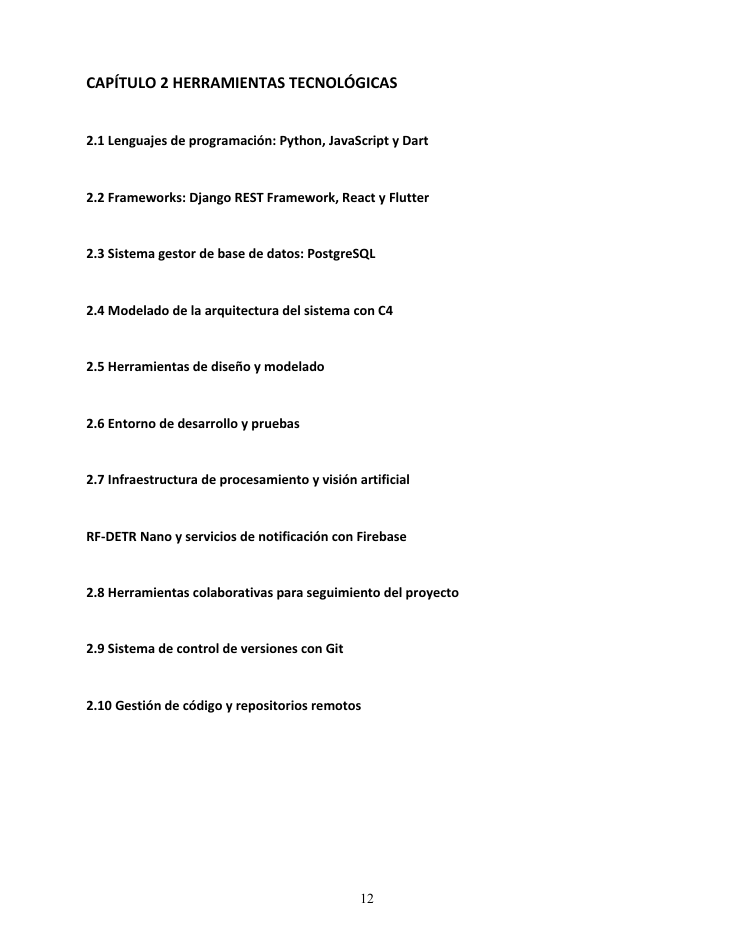 CAPÍTULO 2 HERRAMIENTAS TECNOLÓGICAS
2.1 Lenguajes de programación: Python, JavaScript y Dart
2.2 Frameworks: Django REST Framework, React y Flutter
2.3 Sistema gestor de base de datos: PostgreSQL
2.4 Modelado de la arquitectura del sistema con C4
2.5 Herramientas de diseño y modelado
2.6 Entorno de desarrollo y pruebas
2.7 Infraestructura de procesamiento y visión artificial
RF-DETR Nano y servicios de notificación con Firebase
2.8 Herramientas colaborativas para seguimiento del proyecto
2.9 Sistema de control de versiones con Git
2.10 Gestión de código y repositorios remotos
12